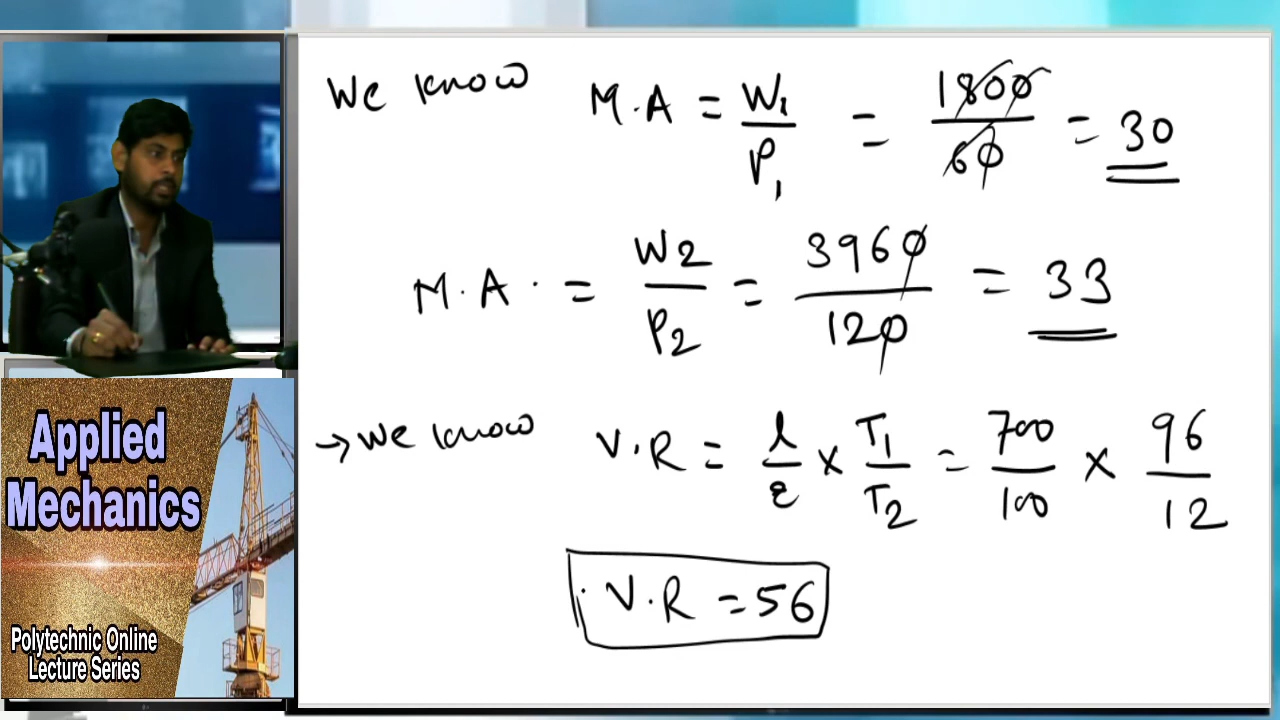 We know M.A = W1/P1 = 1800/60 = 30
M.A. = W2/P2 = 3960/120 = 33
→ We know V.R = l/r × T1/T2 = 700/100 × 96/12
V.R = 56
Applied
Mechanics
Polytechnic Online
Lecture Series